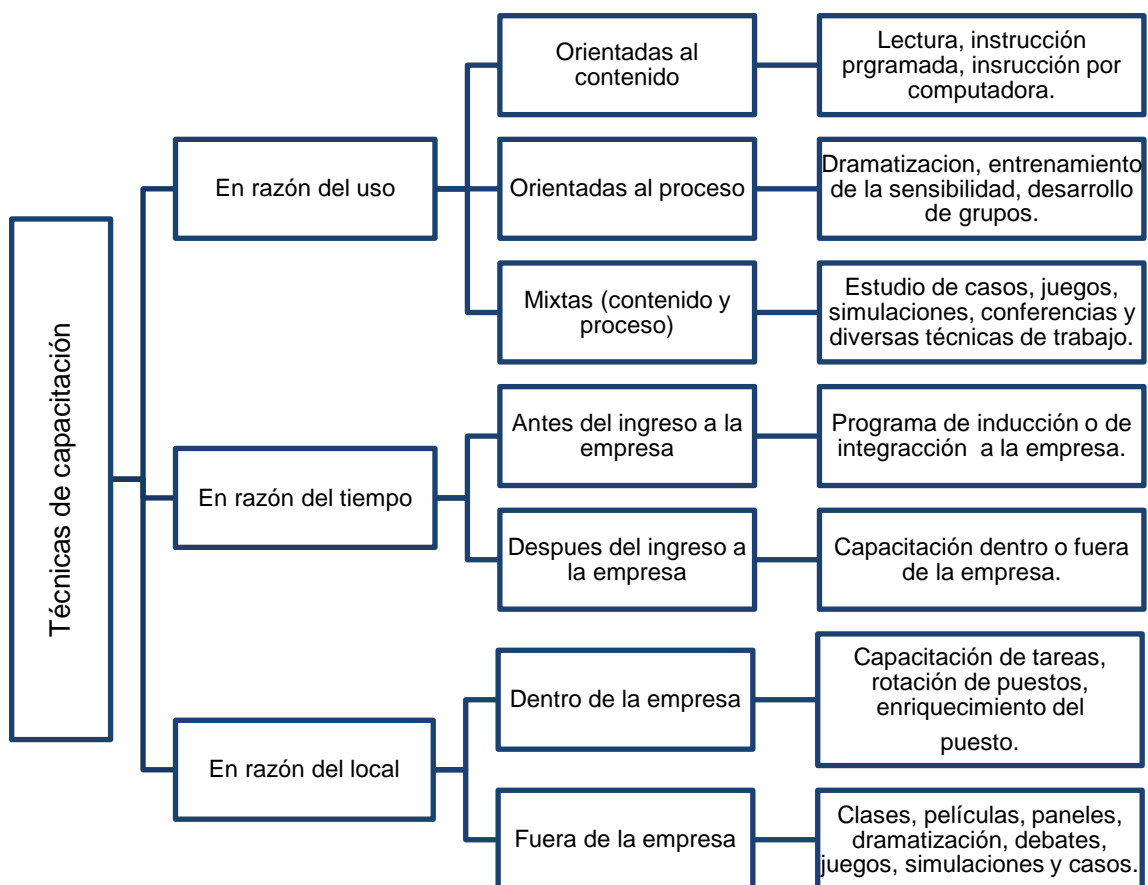 Técnicas de capacitación
En razón del uso
Orientadas al
contenido
Lectura, instrucción
prgramada, insrucción por
computadora.
Orientadas al proceso
Dramatizacion, entrenamiento
de la sensibilidad, desarrollo
de grupos.
Mixtas (contenido y
proceso)
Estudio de casos, juegos,
simulaciones, conferencias y
diversas técnicas de trabajo.
En razón del tiempo
Antes del ingreso a la
empresa
Programa de inducción o de
integracción a la empresa.
Despues del ingreso a
la empresa
Capacitación dentro o fuera
de la empresa.
En razón del local
Dentro de la empresa
Capacitación de tareas,
rotación de puestos,
enriquecimiento del
puesto.
Fuera de la empresa
Clases, películas, paneles,
dramatización, debates,
juegos, simulaciones y casos.